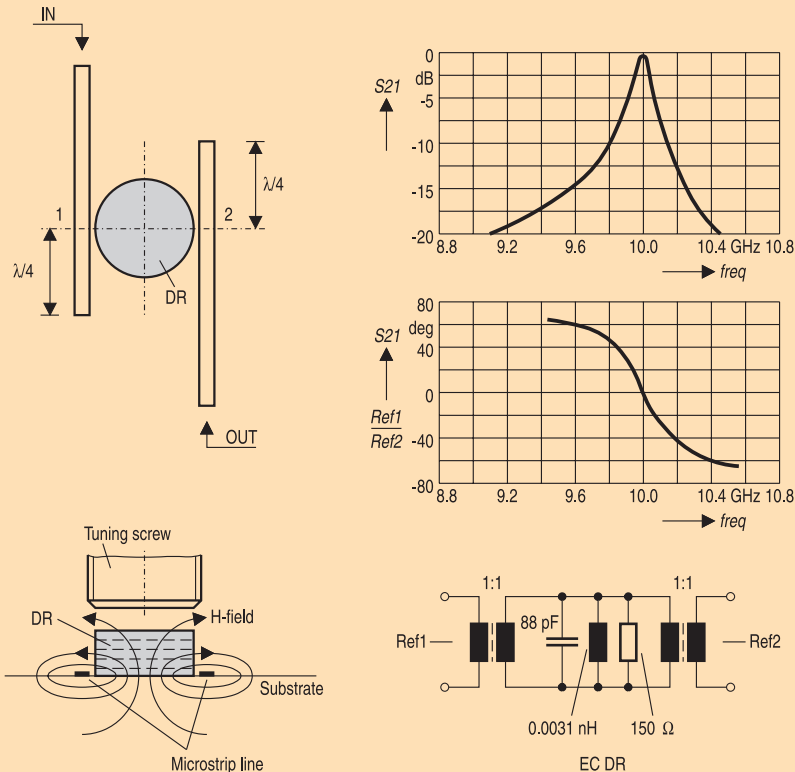 IN
λ/4
1
2
λ/4
DR
OUT
S21
0
dB
-5
-10
-15
-20
8.8
9.2
9.6
10.0
10.4 GHz 10.8
freq
S21
80
deg
40
0
Ref1
Ref2
-40
-80
8.8
9.2
9.6
10.0
10.4 GHz 10.8
freq
Tuning screw
DR
H-field
Substrate
Microstrip line
1:1
1:1
88 pF
Ref1
Ref2
0.0031 nH
150 Ω
EC DR